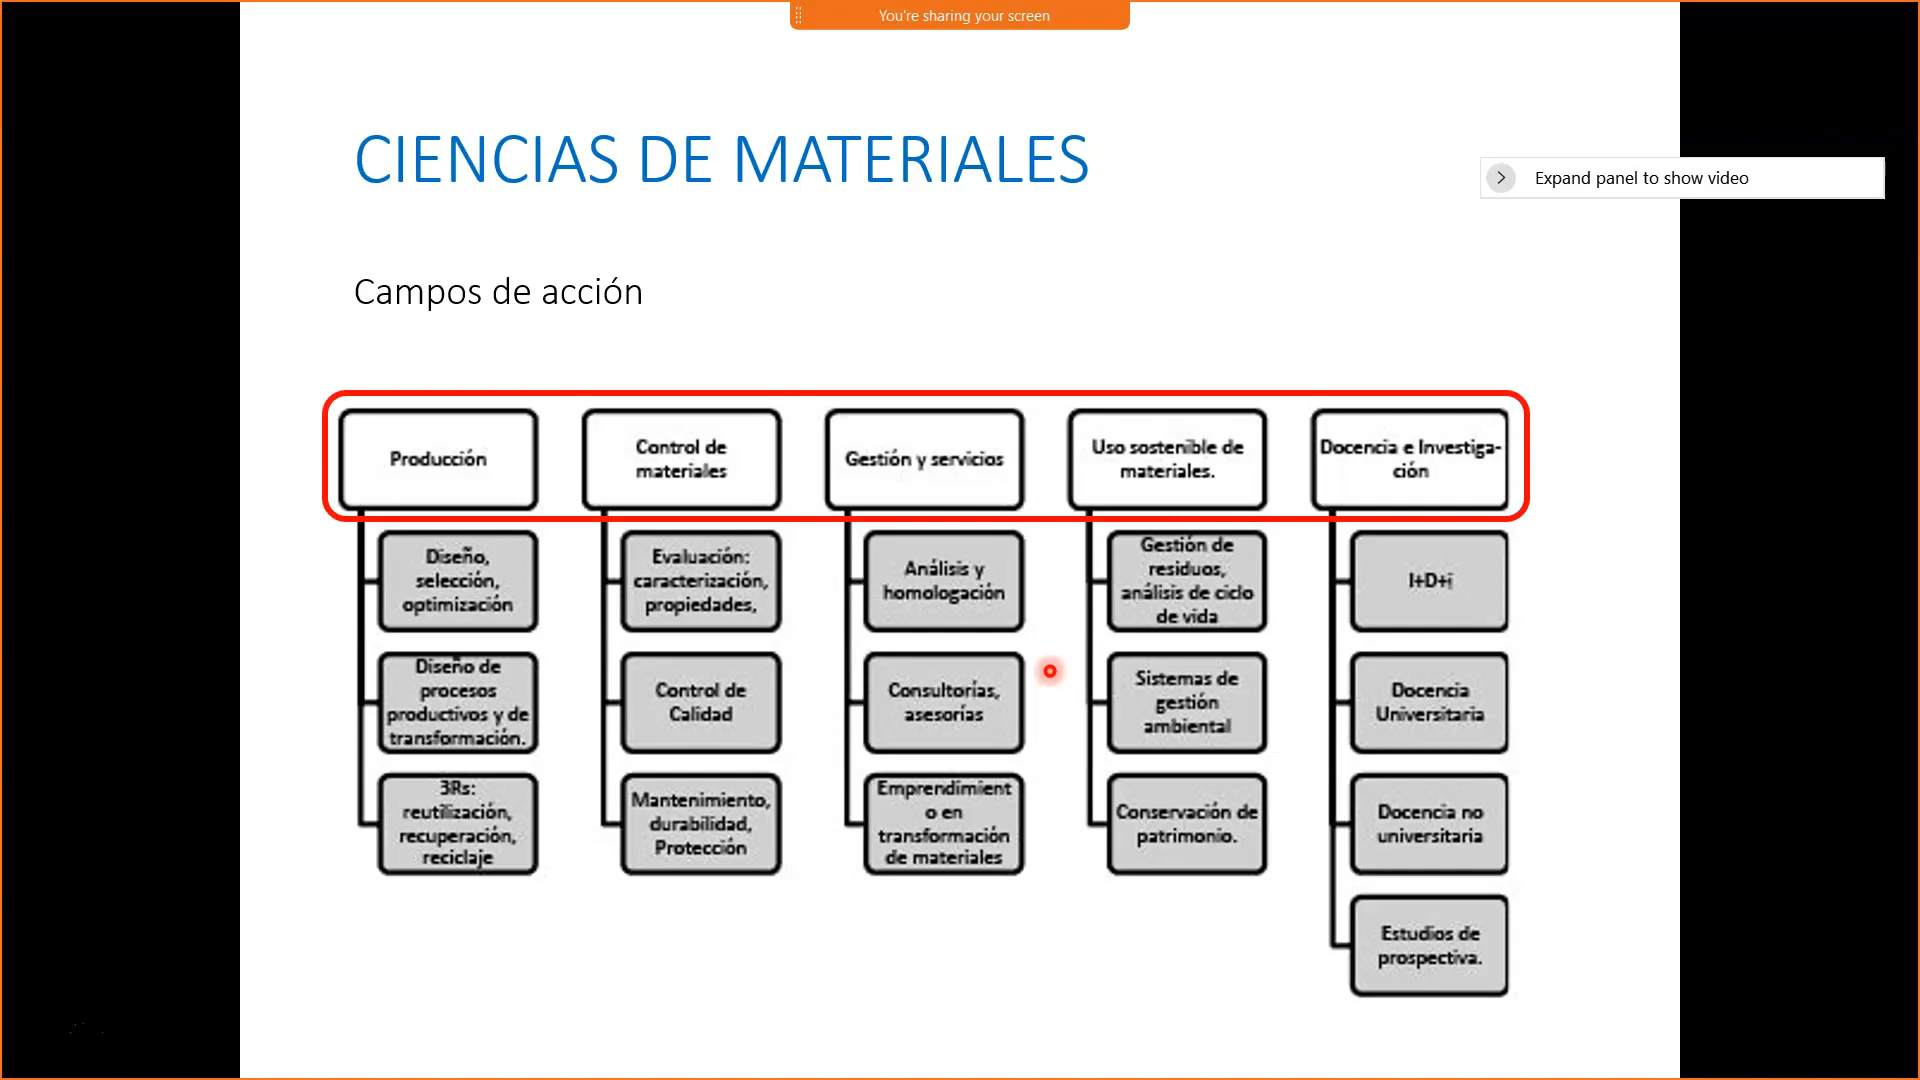 You're sharing your screen
CIENCIAS DE MATERIALES
Expand panel to show video
Campos de acción
Producción
Diseño,
selección,
optimización
Diseño de
procesos
productivos y de
transformación.
3Rs:
reutilización,
recuperación,
reciclaje
Control de
materiales
Evaluación:
caracterización,
propiedades,
Control de
Calidad
Mantenimiento,
durabilidad,
Protección
Gestión y servicios
Análisis y
homologación
Consultorías,
asesorías
Emprendimient
o en
transformación
de materiales
Uso sostenible de
materiales.
Gestión de
residuos,
análisis de ciclo
de vida
Sistemas de
gestión
ambiental
Conservación de
patrimonio.
Docencia e Investiga-
ción
I+D+i
Docencia
Universitaria
Docencia no
universitaria
Estudios de
prospectiva.